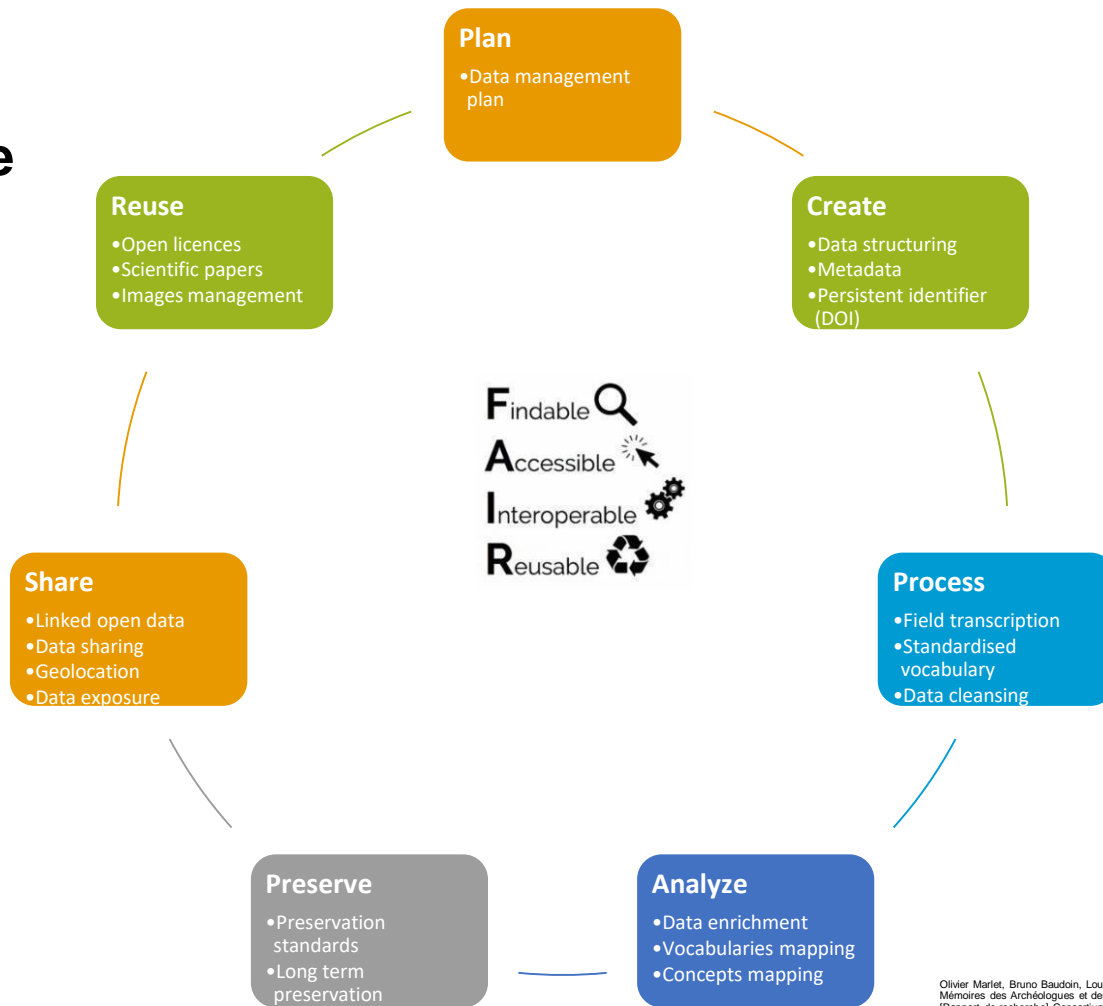 e
Plan
•Data management
plan
Reuse
•Open licences
•Scientific papers
•Images management
Create
•Data structuring
•Metadata
•Persistent identifier
(DOI)
Findable
Accessible
Interoperable
Reusable
Share
•Linked open data
•Data sharing
•Geolocation
•Data exposure
Process
•Field transcription
•Standardised
vocabulary
•Data cleansing
Preserve
•Preservation
standards
•Long term
preservation
Analyze
•Data enrichment
•Vocabularies mapping
•Concepts mapping
Olivier Marlet, Bruno Baudoin, Lou
Mémoires des Archéologues et de